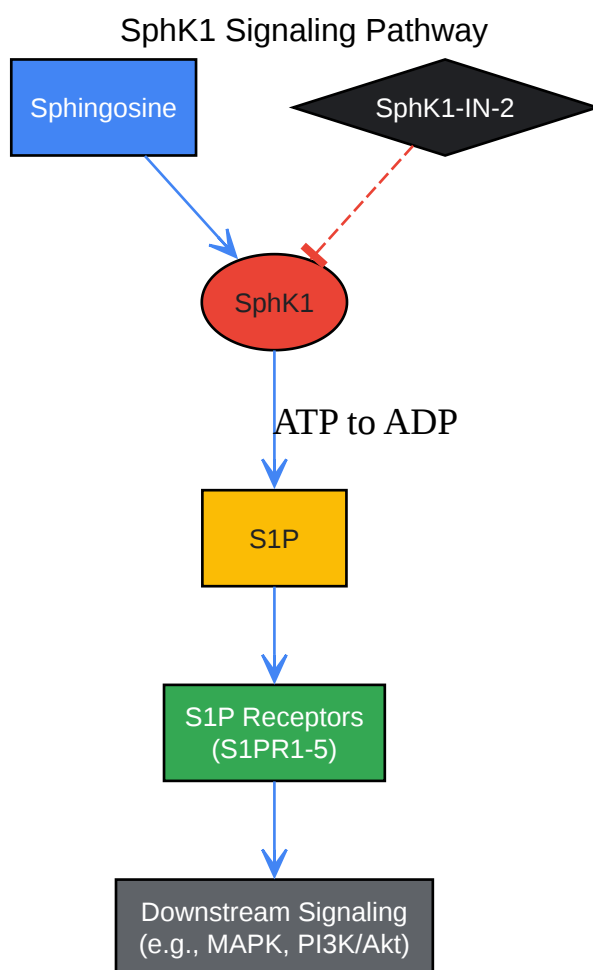 SphK1 Signaling Pathway
Sphingosine
SphK1-IN-2
SphK1
ATP to ADP
S1P
S1P Receptors
(S1PR1-5)
Downstream Signaling
(e.g., MAPK, PI3K/Akt)